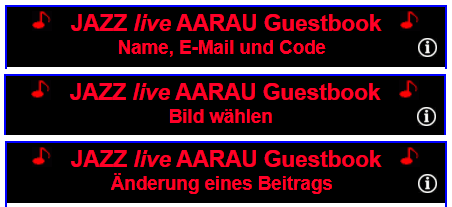 JAZZ live AARAU Guestbook
Name, E-Mail und Code
JAZZ live AARAU Guestbook
Bild wählen
JAZZ live AARAU Guestbook
Änderung eines Beitrags